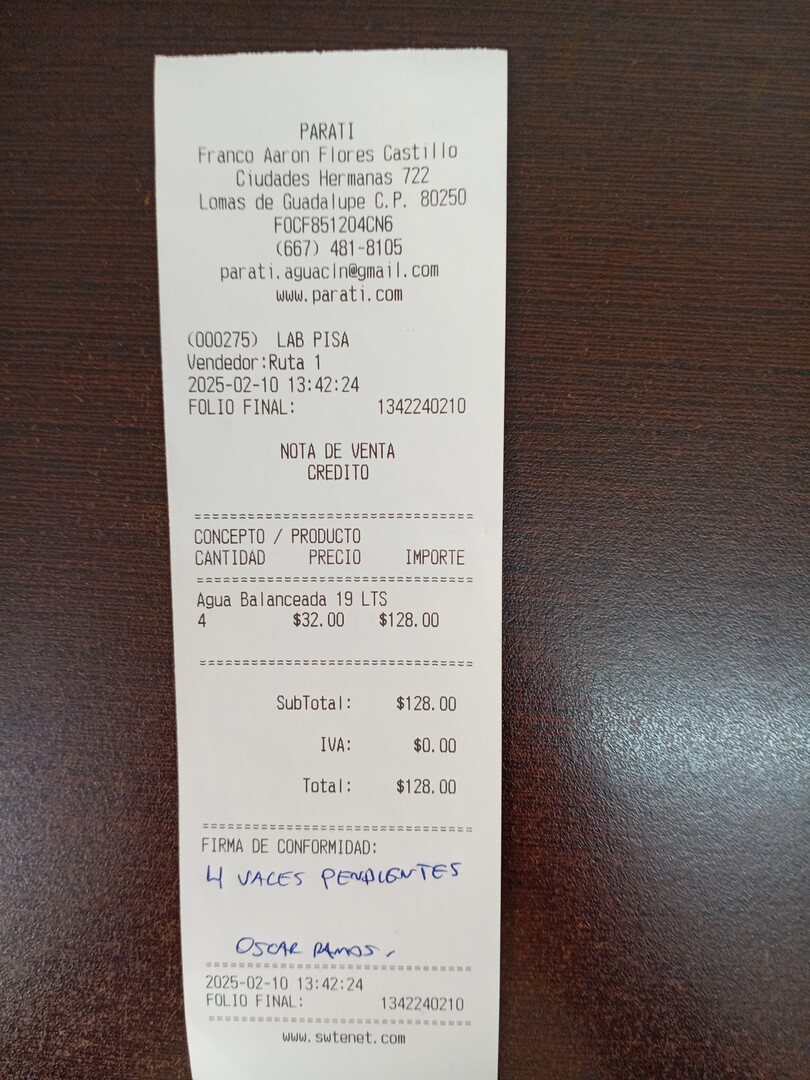 PARATI
Franco Aaron Flores Castillo
Ciudades Hermanas 722
Lomas de Guadalupe C.P. 80250
FOCF851204CN6
(667) 481-8105
parati.aguacln@gmail.com
www.parati.com
(000275) LAB PISA
Vendedor:Ruta 1
2025-02-10 13:42:24
FOLIO FINAL: 1342240210
NOTA DE VENTA
CREDITO
================================
CONCEPTO / PRODUCTO
CANTIDAD PRECIO IMPORTE
================================
Agua Balanceada 19 LTS
4 $32.00 $128.00
================================
SubTotal: $128.00
IVA: $0.00
Total: $128.00
================================
FIRMA DE CONFORMIDAD:
4 VACES PENDIENTES
OSCAR RAMOS.
================================
2025-02-10 13:42:24
FOLIO FINAL: 1342240210
================================
www.swtenet.com